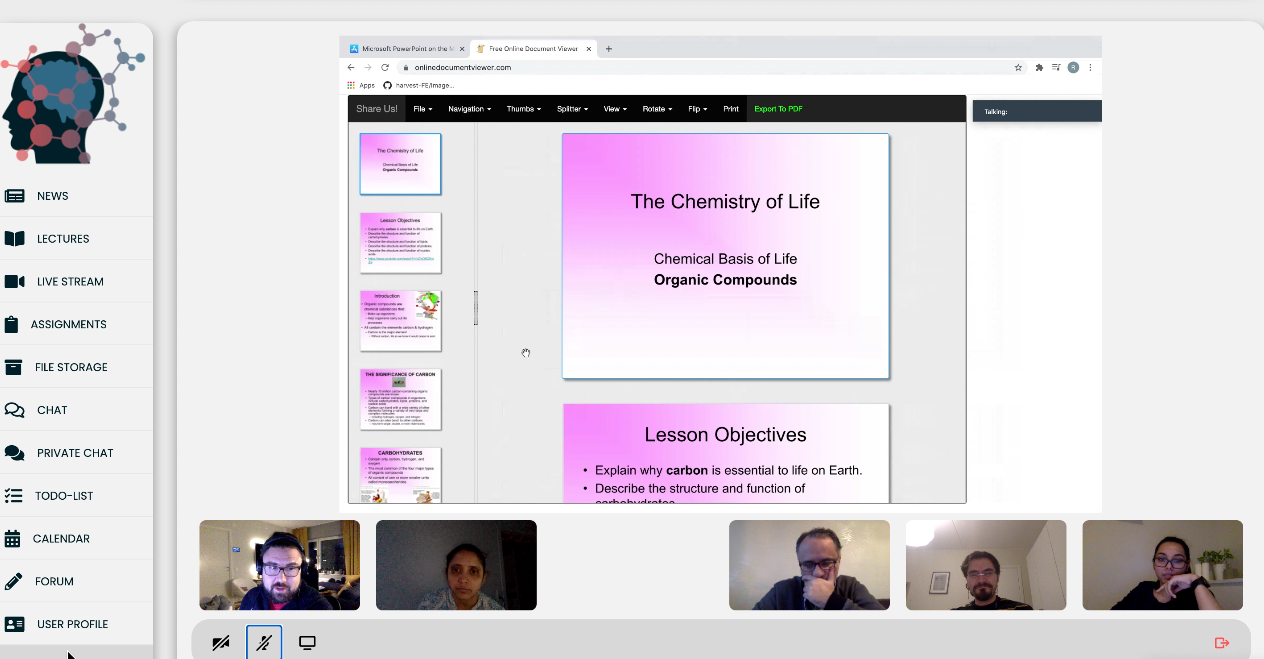 Microsoft PowerPoint on the M
Free Online Document Viewer
onlinedocumentviewer.com
R
Apps
harvest-FE/Image...
Share Us!
File
Navigation
Thumbs
Splitter
View
Rotate
Flip
Print
Export To PDF
Talking:
NEWS
LECTURES
LIVE STREAM
ASSIGNMENTS
FILE STORAGE
CHAT
PRIVATE CHAT
TODO-LIST
CALENDAR
FORUM
USER PROFILE
The Chemistry of Life
Chemical Basis of Life
Organic Compounds
Lesson Objectives
Introduction
THE SIGNIFICANCE OF CARBON
CARBOHYDRATES
The Chemistry of Life
Chemical Basis of Life
Organic Compounds
Lesson Objectives
• Explain why carbon is essential to life on Earth.
• Describe the structure and function of
carbohydrates